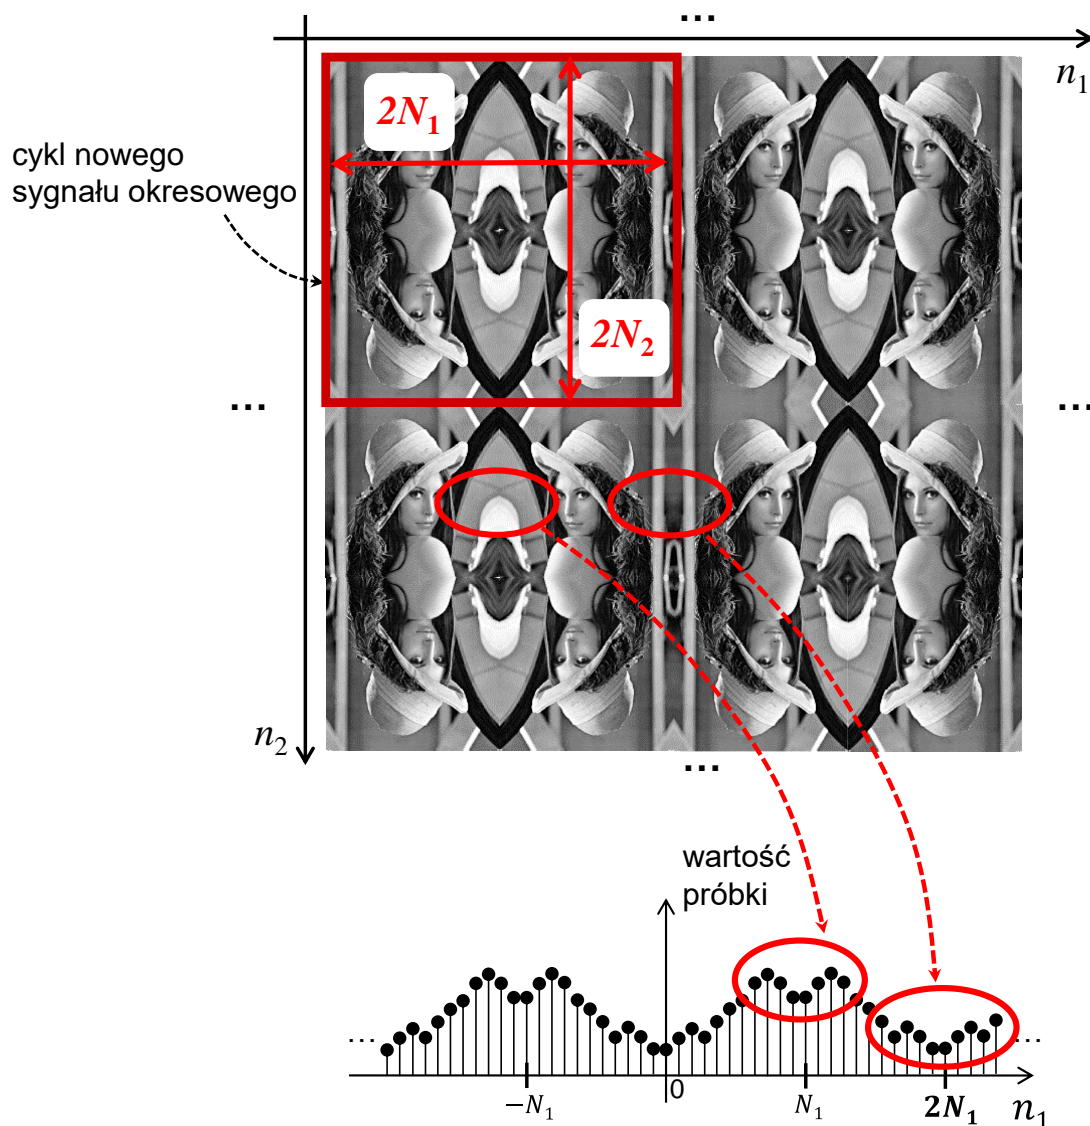 ...
n₁
2N₁
cykl nowego
sygnału okresowego
2N₂
...
...
n₂
...
wartość
próbki
...
...
−N₁
0
N₁
2N₁
n₁